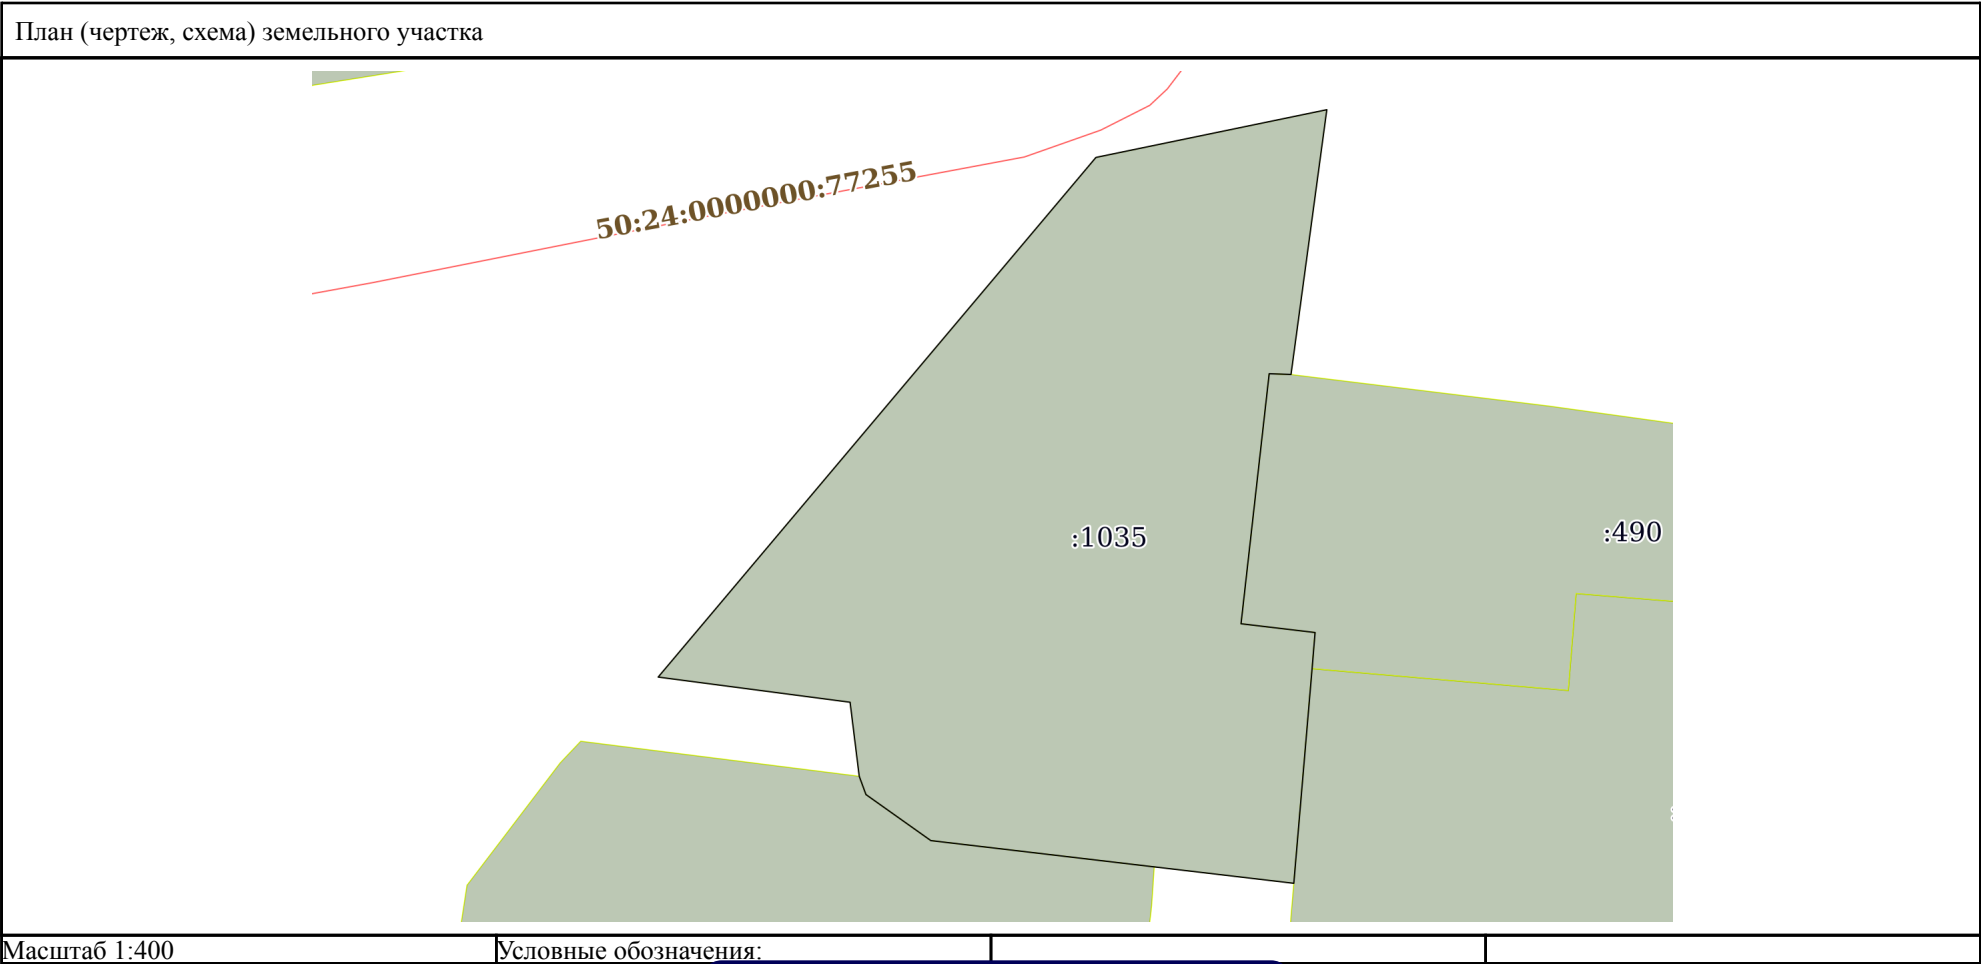 План (чертеж, схема) земельного участка
50:24:0000000:77255
:1035
:490
Масштаб 1:400
Условные обозначения: